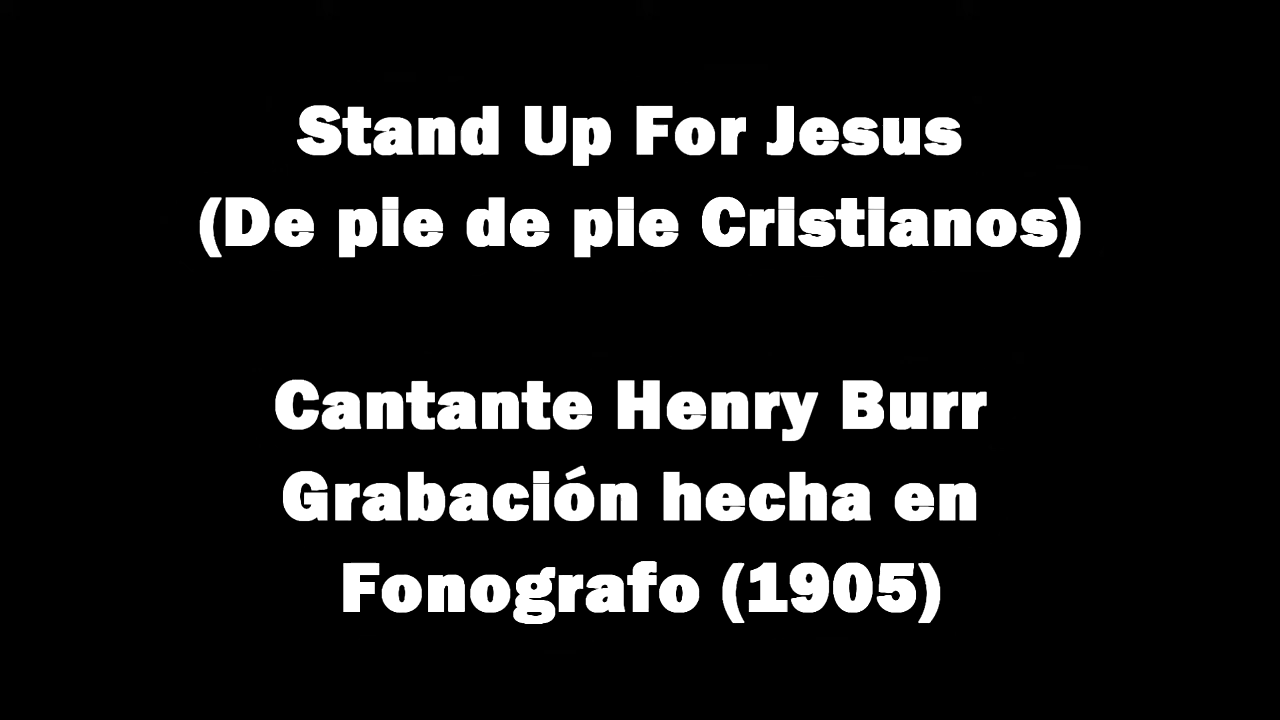 Stand Up For Jesus
(De pie de pie Cristianos)
Cantante Henry Burr
Grabación hecha en
Fonografo (1905)